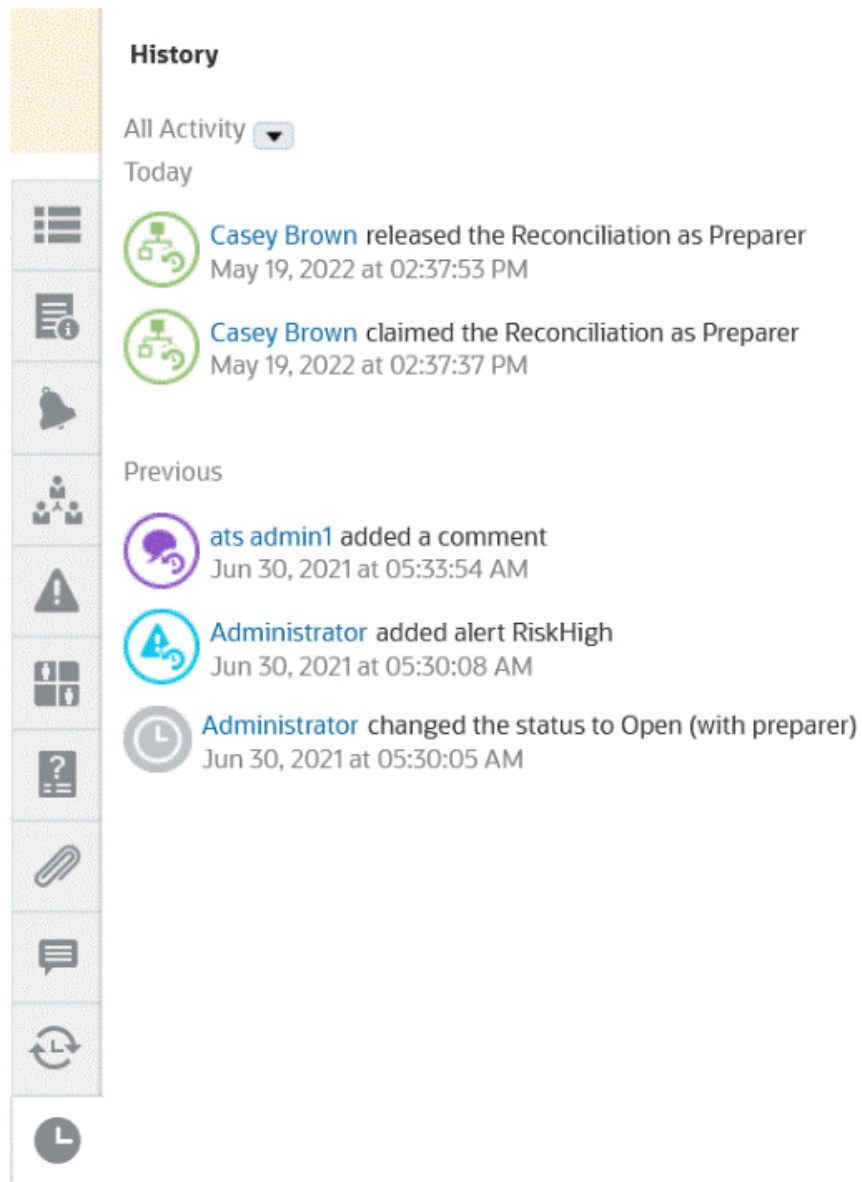 History
All Activity
Today
Casey Brown released the Reconciliation as Preparer
May 19, 2022 at 02:37:53 PM
Casey Brown claimed the Reconciliation as Preparer
May 19, 2022 at 02:37:37 PM
Previous
ats admin1 added a comment
Jun 30, 2021 at 05:33:54 AM
Administrator added alert RiskHigh
Jun 30, 2021 at 05:30:08 AM
Administrator changed the status to Open (with preparer)
Jun 30, 2021 at 05:30:05 AM